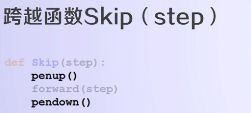 跨越函数Skip（step）
def Skip(step):
penup()
forward(step)
pendown()